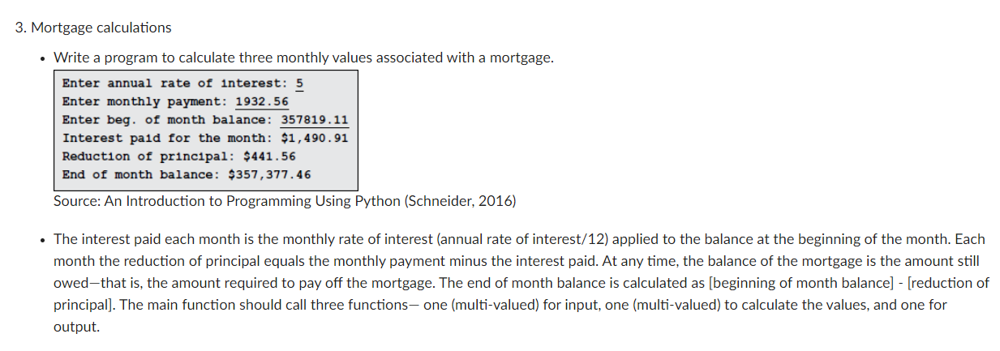 3. Mortgage calculations
• Write a program to calculate three monthly values associated with a mortgage.
Enter annual rate of interest: 5
Enter monthly payment: 1932.56
Enter beg. of month balance: 357819.11
Interest paid for the month: $1,490.91
Reduction of principal: $441.56
End of month balance: $357,377.46
Source: An Introduction to Programming Using Python (Schneider, 2016)
• The interest paid each month is the monthly rate of interest (annual rate of interest/12) applied to the balance at the beginning of the month. Each
month the reduction of principal equals the monthly payment minus the interest paid. At any time, the balance of the mortgage is the amount still
owed—that is, the amount required to pay off the mortgage. The end of month balance is calculated as [beginning of month balance] - [reduction of
principal]. The main function should call three functions— one (multi-valued) for input, one (multi-valued) to calculate the values, and one for
output.